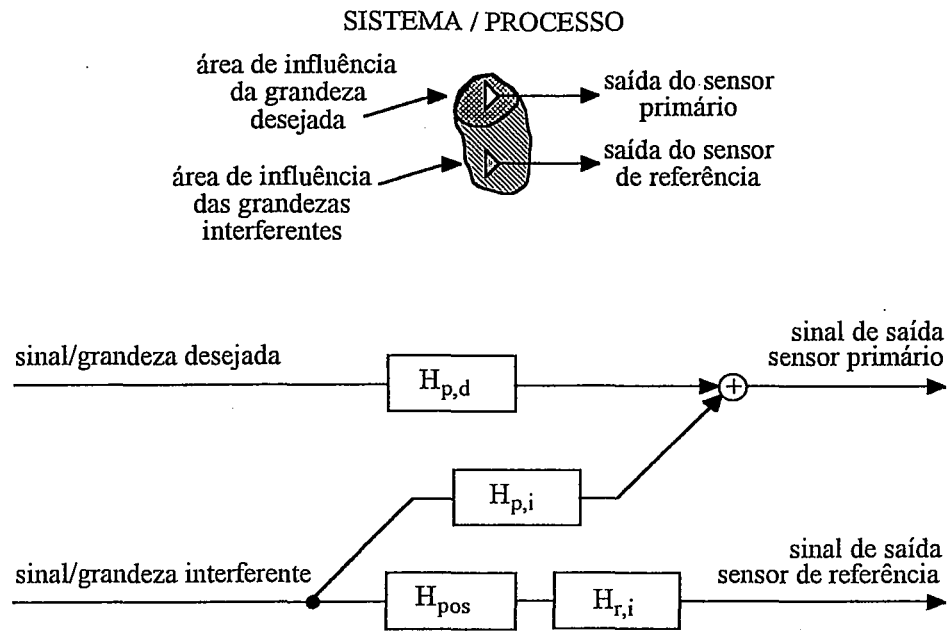 SISTEMA / PROCESSO
área de influência
da grandeza
desejada
saída do sensor
primário
área de influência
das grandezas
interferentes
saída do sensor
de referência
sinal/grandeza desejada
H_p,d
+
sinal de saída
sensor primário
H_p,i
sinal/grandeza interferente
H_pos
H_r,i
sinal de saída
sensor de referência